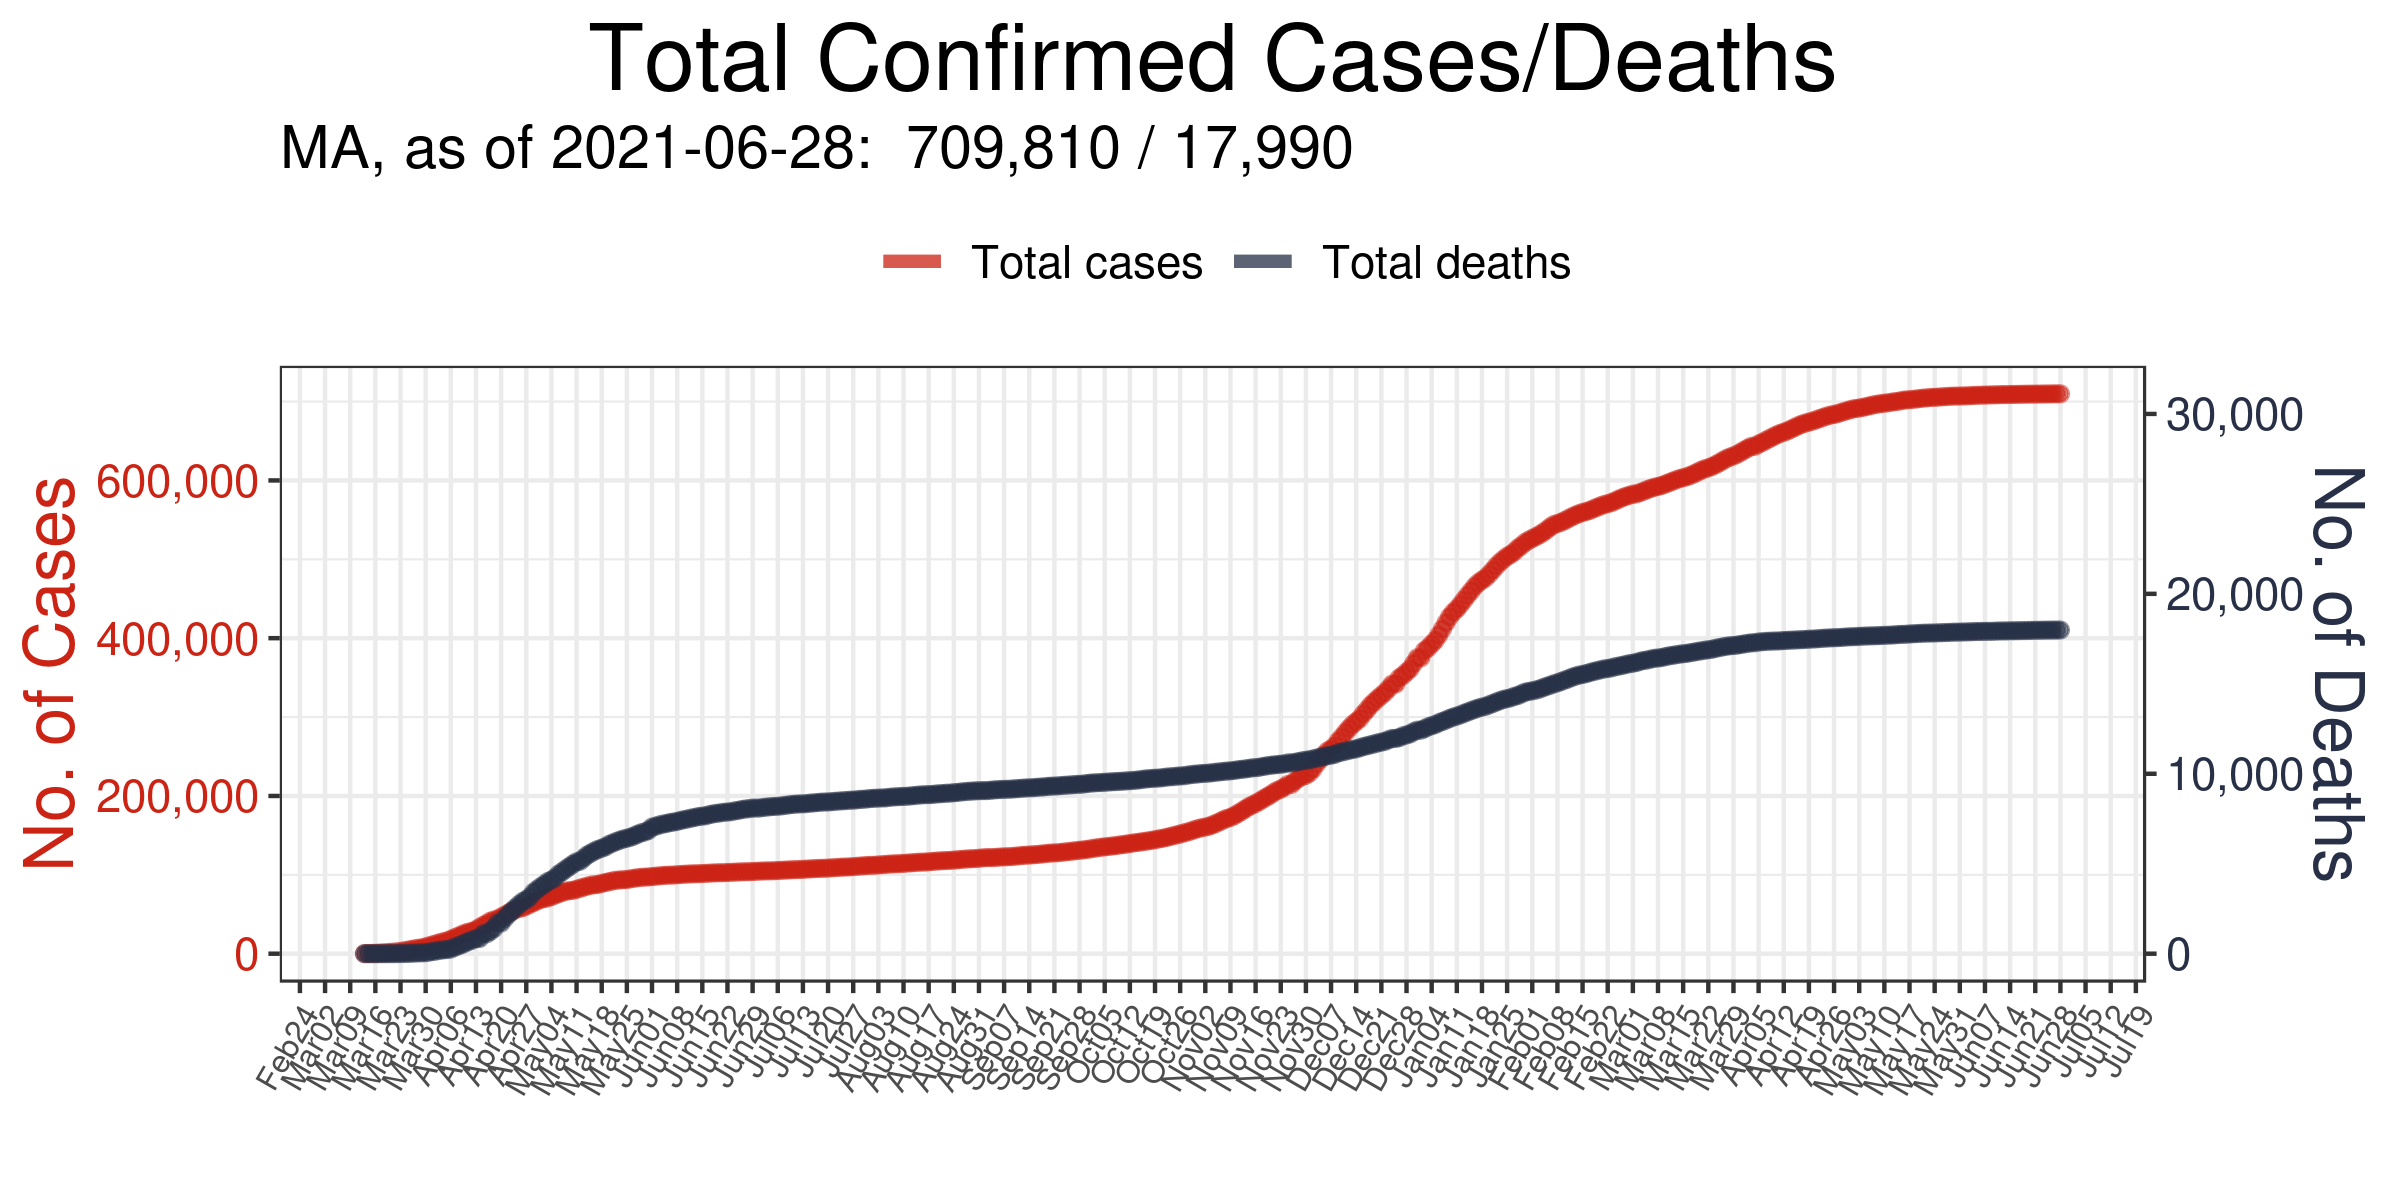 Total Confirmed Cases/Deaths
MA, as of 2021-06-28:  709,810 / 17,990
Total cases
Total deaths
No. of Cases
600,000
400,000
200,000
0
30,000
20,000
10,000
0
No. of Deaths
Feb24
Mar02
Mar09
Mar16
Mar23
Mar30
Apr06
Apr13
Apr20
Apr27
May04
May11
May18
May25
Jun01
Jun08
Jun15
Jun22
Jun29
Jul06
Jul13
Jul20
Jul27
Aug03
Aug10
Aug17
Aug24
Aug31
Sep07
Sep14
Sep21
Sep28
Oct05
Oct12
Oct19
Oct26
Nov02
Nov09
Nov16
Nov23
Nov30
Dec07
Dec14
Dec21
Dec28
Jan04
Jan11
Jan18
Jan25
Feb01
Feb08
Feb15
Feb22
Mar01
Mar08
Mar15
Mar22
Mar29
Apr05
Apr12
Apr19
Apr26
May03
May10
May17
May24
May31
Jun07
Jun14
Jun21
Jun28
Jul05
Jul12
Jul19